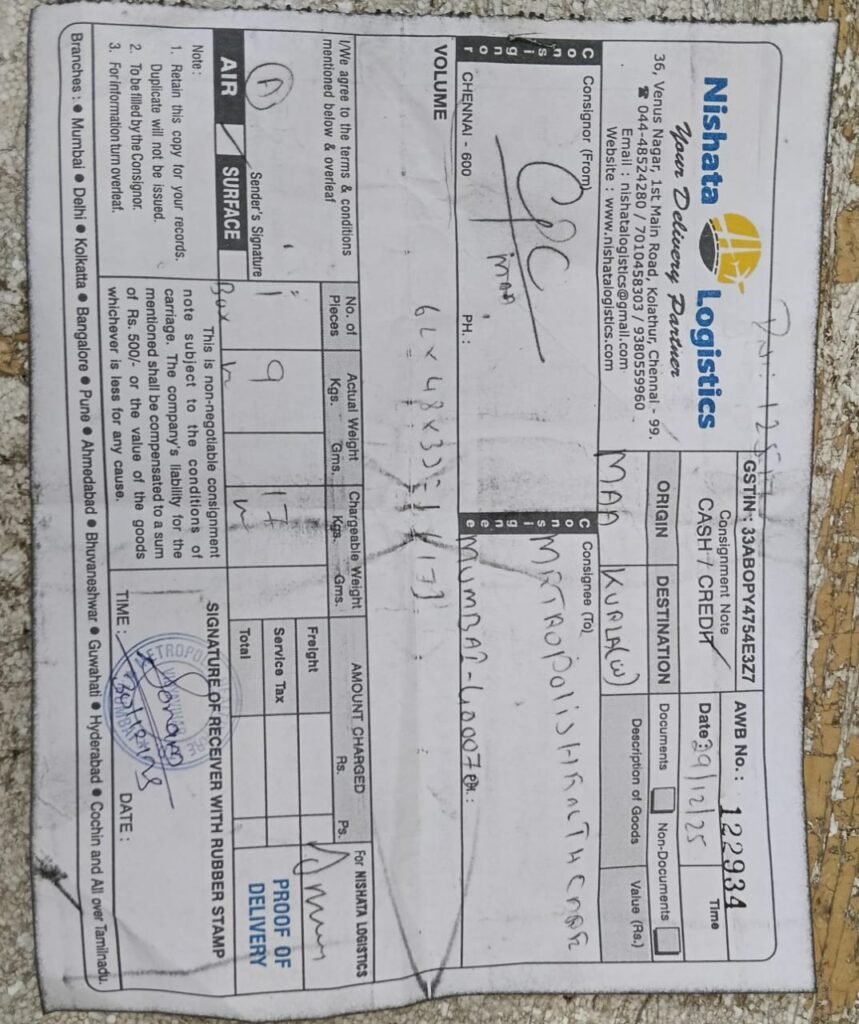 Nishata Logistics
Your Delivery Partner
36, Venus Nagar, 1st Main Road, Kolathur, Chennai - 99.
☎ 044-48524280 / 7010458303 / 9380559960
Email : nishatalogistics@gmail.com
Website : www.nishatalogistics.com
GSTIN : 33ABOPY4754E3Z7
Consignment Note
CASH / CREDIT
AWB No. : 122934
Date 29/12/25
Time
ORIGIN
DESTINATION
MAA
KURLA(W)
Documents
Non-Documents
Description of Goods
Value (Rs.)
Consignor
Consignor (From)
CPC
MAA
CHENNAI - 600
PH. :
Consignee
Consignee (To)
METROPOLIS HEALTHCARE
MUMBAI-
PH. :
VOLUME
I/We agree to the terms & conditions
mentioned below & overleaf
A
Sender's Signature
AIR ✓ SURFACE
Note :
1. Retain this copy for your records.
Duplicate will not be issued.
2. To be filled by the Consignor.
3. For information turn overleaf.
No. of
Pieces
Actual Weight
Kgs. Gms.
Chargeable Weight
Kgs. Gms.
1
Box
9
17
AMOUNT CHARGED
Rs. Ps.
Freight
Service Tax
Total
For NISHATA LOGISTICS
PROOF OF
DELIVERY
This is non-negotiable consignment
note subject to the conditions of
carriage. The company's liability for the
mentioned shall be compensated to a sum
of Rs. 500/- or the value of the goods
whichever is less for any cause.
SIGNATURE OF RECEIVER WITH RUBBER STAMP
TIME :
DATE :
Branches : ● Mumbai ● Delhi ● Kolkatta ● Bangalore ● Pune ● Ahmedabad ● Bhuvaneshwar ● Guwahati ● Hyderabad ● Cochin and All over Tamilnadu.